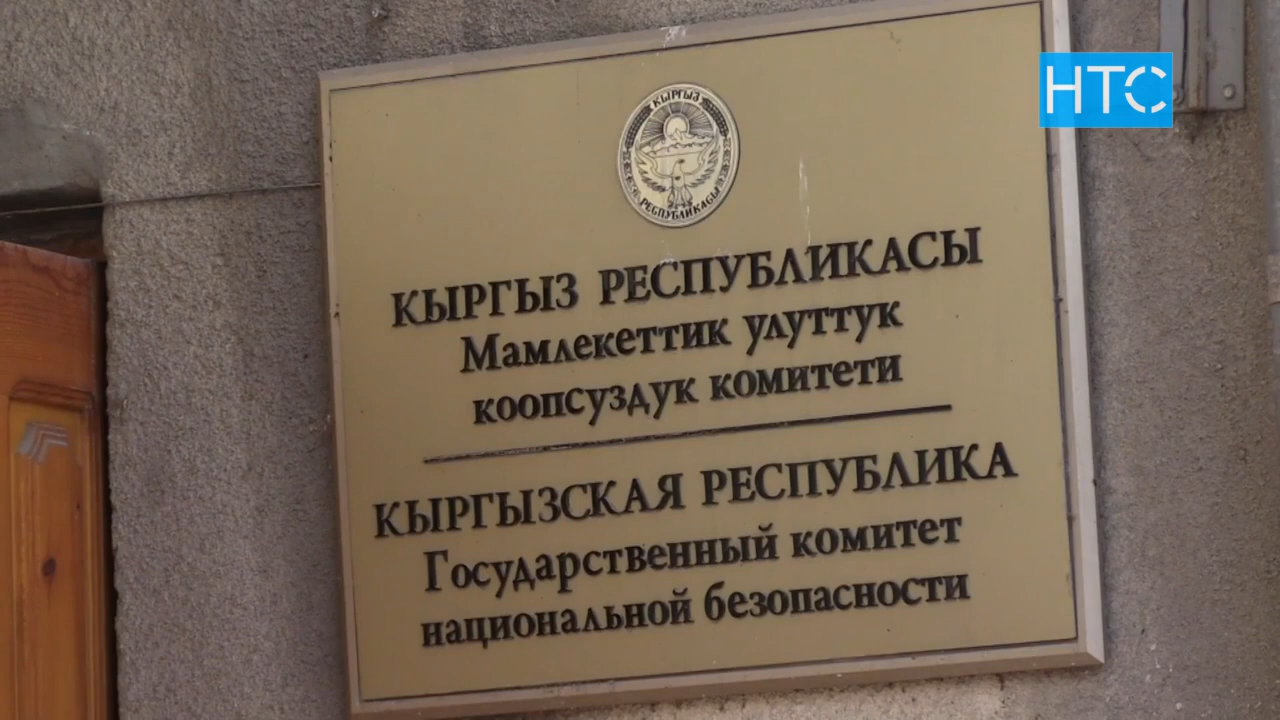 НТС
КЫРГЫЗ
РЕСПУБЛИКАСЫ
КЫРГЫЗ РЕСПУБЛИКАСЫ
Мамлекеттик улуттук
коопсуздук комитети
КЫРГЫЗСКАЯ РЕСПУБЛИКА
Государственный комитет
национальной безопасности